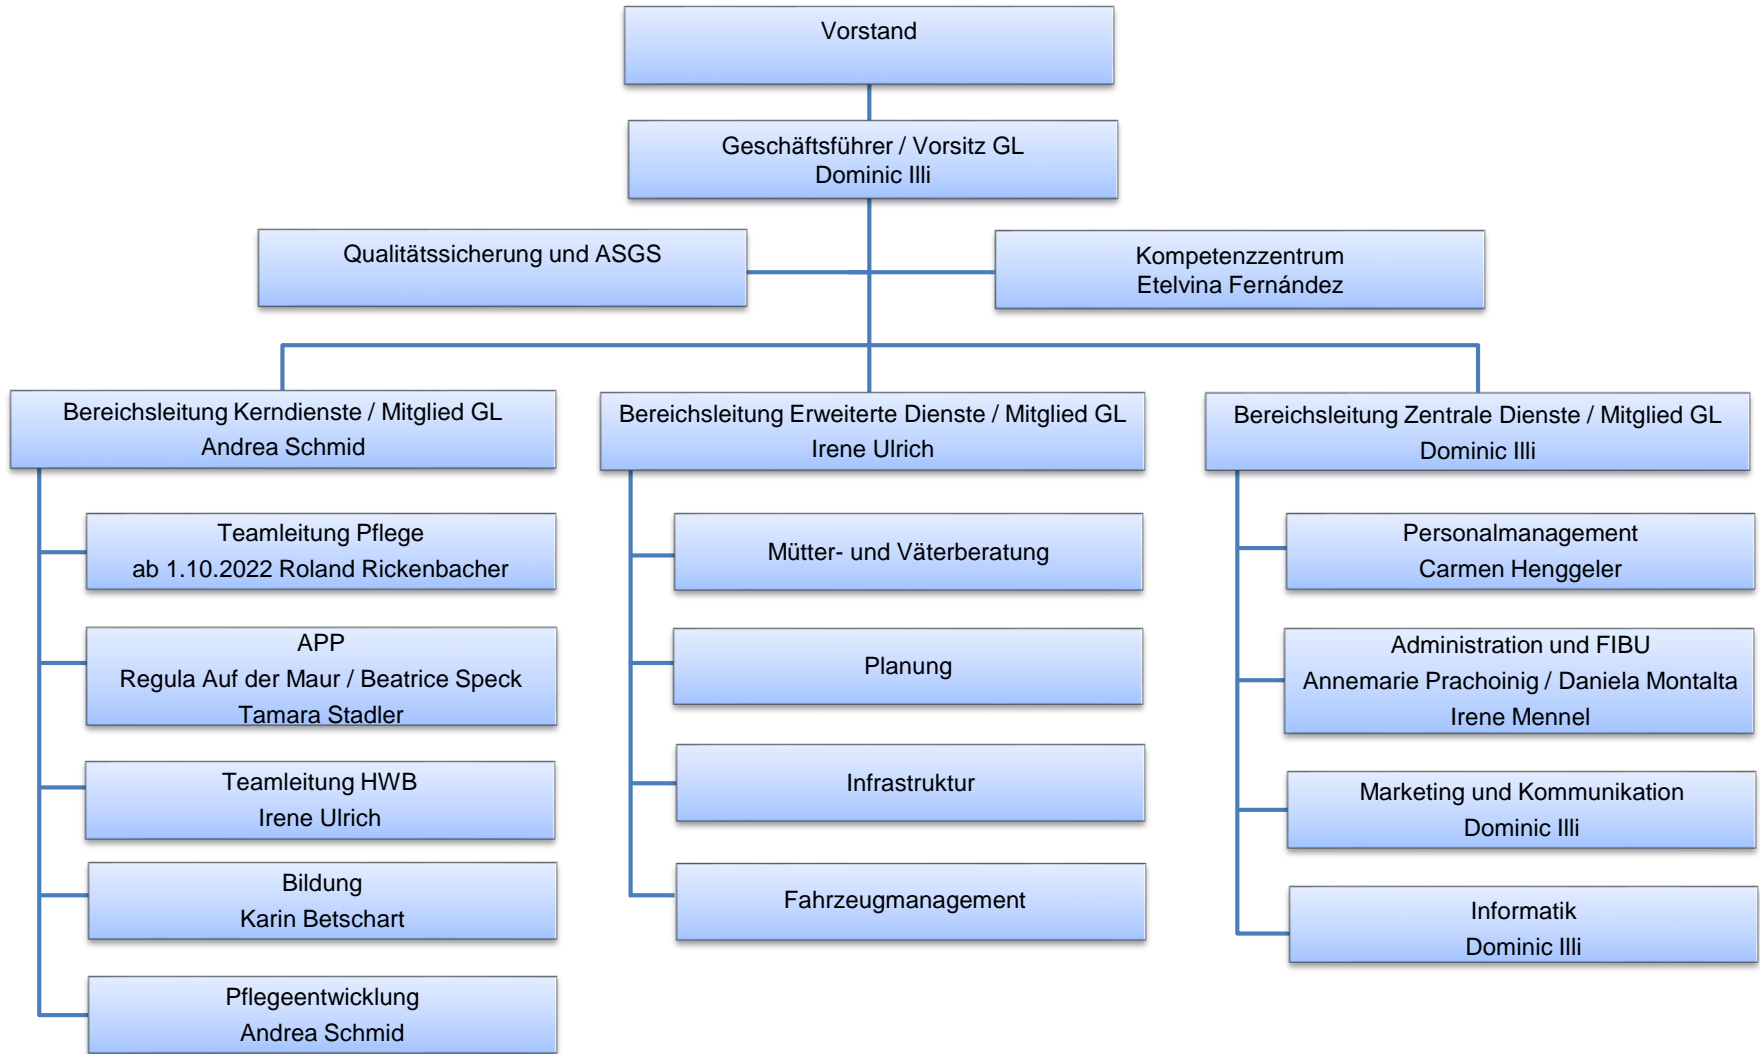 Vorstand
Geschäftsführer / Vorsitz GL
Dominic Illi
Qualitätssicherung und ASGS
Kompetenzzentrum
Etelvina Fernández
Bereichsleitung Kerndienste / Mitglied GL
Andrea Schmid
Teamleitung Pflege
ab 1.10.2022 Roland Rickenbacher
APP
Regula Auf der Maur / Beatrice Speck
Tamara Stadler
Teamleitung HWB
Irene Ulrich
Bildung
Karin Betschart
Pflegeentwicklung
Andrea Schmid
Bereichsleitung Erweiterte Dienste / Mitglied GL
Irene Ulrich
Mütter- und Väterberatung
Planung
Infrastruktur
Fahrzeugmanagement
Bereichsleitung Zentrale Dienste / Mitglied GL
Dominic Illi
Personalmanagement
Carmen Henggeler
Administration und FIBU
Annemarie Prachoinig / Daniela Montalta
Irene Mennel
Marketing und Kommunikation
Dominic Illi
Informatik
Dominic Illi